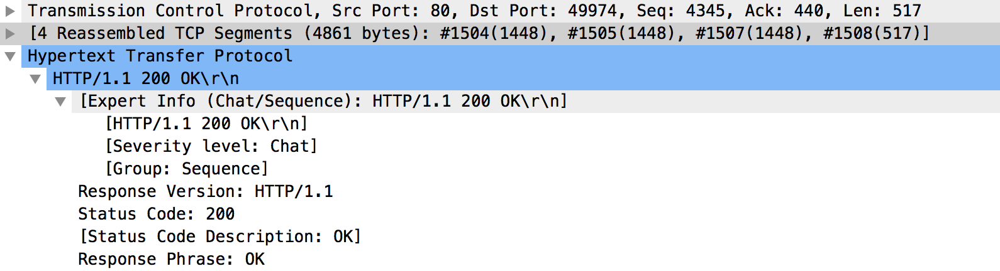 Transmission Control Protocol, Src Port: 80, Dst Port: 49974, Seq: 4345, Ack: 440, Len: 517
[4 Reassembled TCP Segments (4861 bytes): #1504(1448), #1505(1448), #1507(1448), #1508(517)]
Hypertext Transfer Protocol
HTTP/1.1 200 OK\r\n
[Expert Info (Chat/Sequence): HTTP/1.1 200 OK\r\n]
[HTTP/1.1 200 OK\r\n]
[Severity level: Chat]
[Group: Sequence]
Response Version: HTTP/1.1
Status Code: 200
[Status Code Description: OK]
Response Phrase: OK